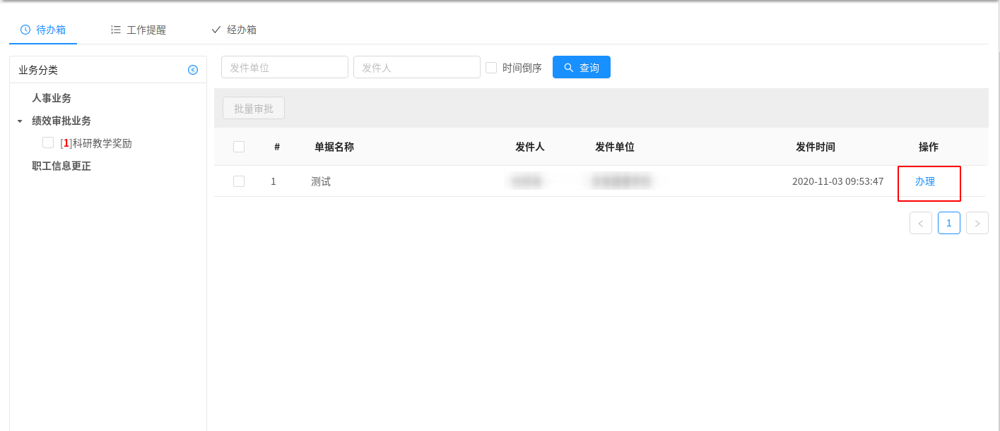 待办箱 工作提醒 经办箱
业务分类
人事业务
绩效审批业务
[1]科研教学奖励
职工信息更正
发件单位 发件人 时间倒序 查询
批量审批
# 单据名称 发件人 发件单位 发件时间 操作
1 测试 2020-11-03 09:53:47 办理
< 1 >